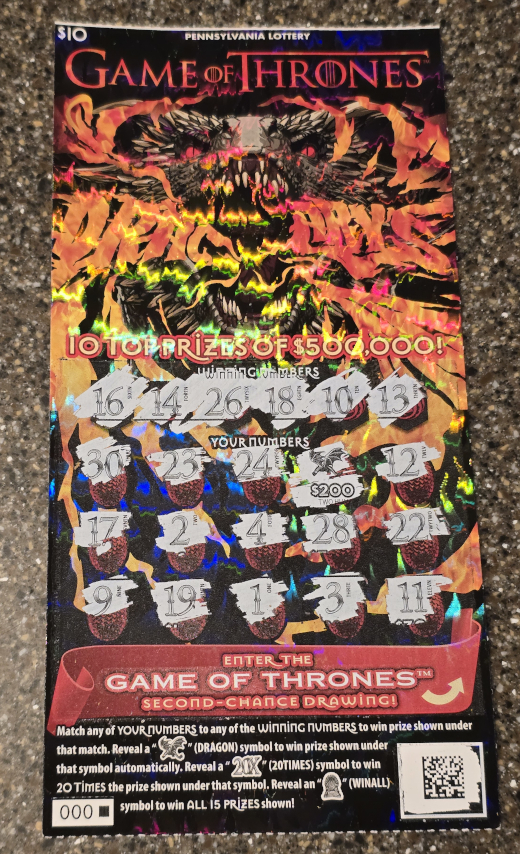 $10
PENNSYLVANIA LOTTERY
GAME OF THRONES™
10 TOP PRIZES OF $500,000!
WINNING NUMBERS
16 14 26 18 10 13
YOUR NUMBERS
30 23 24 12
$200
17 2 4 28 22
9 19 1 3 11
ENTER THE
GAME OF THRONES™
SECOND-CHANCE DRAWING!
Match any of YOUR NUMBERS to any of the WINNING NUMBERS to win prize shown under
that match. Reveal a " " (DRAGON) symbol to win prize shown under
that symbol automatically. Reveal a "20X" (20TIMES) symbol to win
20 TIMES the prize shown under that symbol. Reveal an " " (WINALL)
symbol to win ALL 15 PRIZES shown!
000